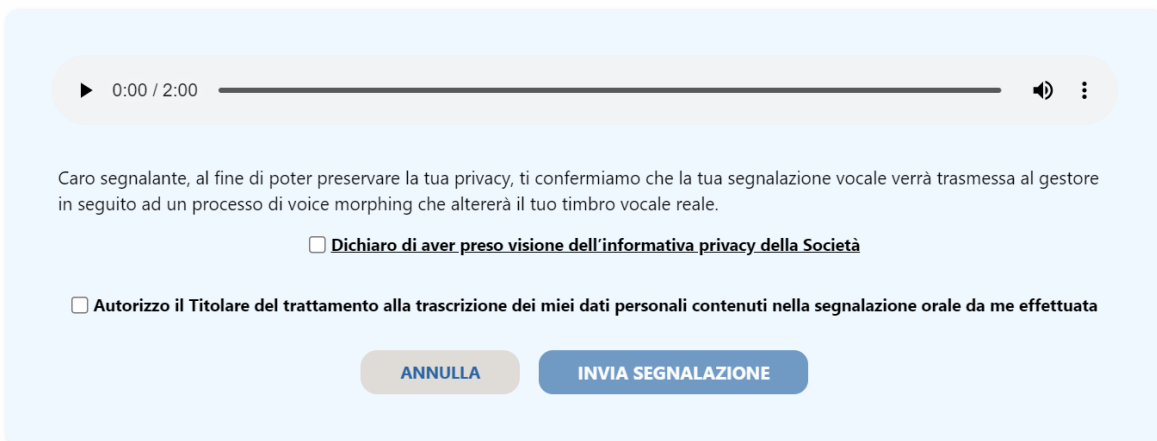 0:00 / 2:00
Caro segnalante, al fine di poter preservare la tua privacy, ti confermiamo che la tua segnalazione vocale verrà trasmessa al gestore
in seguito ad un processo di voice morphing che altererà il tuo timbro vocale reale.
Dichiaro di aver preso visione dell'informativa privacy della Società
Autorizzo il Titolare del trattamento alla trascrizione dei miei dati personali contenuti nella segnalazione orale da me effettuata
ANNULLA INVIA SEGNALAZIONE